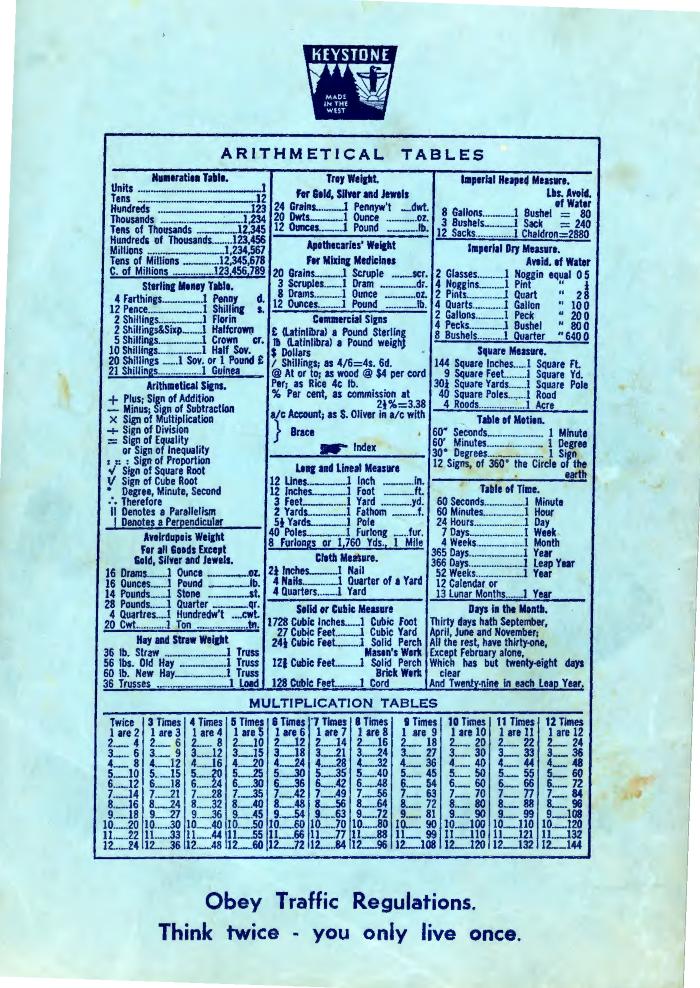 KEYSTONE
MADE
IN THE
WEST
ARITHMETICAL TABLES
Numeration Table.
Units 1
Tens 12
Hundreds 123
Thousands 1,234
Tens of Thousands 12,345
Hundreds of Thousands 123,456
Millions 1,234,567
Tens of Millions 12,345,678
C. of Millions 123,456,789
Sterling Money Table.
4 Farthings 1 Penny d.
12 Pence 1 Shilling s.
2 Shillings 1 Florin
2 Shillings&Sixp 1 Halfcrown
5 Shillings 1 Crown cr.
10 Shillings 1 Half Sov.
20 Shillings 1 Sov. or 1 Pound £
21 Shillings 1 Guinea
Arithmetical Signs.
+ Plus; Sign of Addition
— Minus; Sign of Subtraction
× Sign of Multiplication
÷ Sign of Division
= Sign of Equality
or Sign of Inequality
: :: : Sign of Proportion
√ Sign of Square Root
Sign of Cube Root
Degree, Minute, Second
∴ Therefore
|| Denotes a Parallelism
Denotes a Perpendicular
Avoirdupois Weight
For all Goods Except
Gold, Silver and Jewels.
16 Drams 1 Ounce oz.
16 Ounces 1 Pound lb.
14 Pounds 1 Stone st.
28 Pounds 1 Quarter qr.
4 Quartres 1 Hundredw't cwt.
20 Cwt. 1 Ton tn.
Hay and Straw Weight
36 lb. Straw 1 Truss
56 lbs. Old Hay 1 Truss
60 lb. New Hay 1 Truss
36 Trusses 1 Load
Troy Weight.
For Gold, Silver and Jewels
24 Grains 1 Pennyw't dwt.
20 Dwts 1 Ounce oz.
12 Ounces 1 Pound lb.
Apothecaries' Weight
For Mixing Medicines
20 Grains 1 Scruple scr.
3 Scruples 1 Dram dr.
8 Drams 1 Ounce oz.
12 Ounces 1 Pound lb.
Commercial Signs
£ (Latinlibra) a Pound Sterling
lb (Latinlibra) a Pound weight
$ Dollars
/ Shillings; as 4/6=4s. 6d.
@ At or to; as wood @ $4 per cord
Per; as Rice 4c lb.
% Per cent, as commission at
2½%=3.38
a/c Account; as S. Oliver in a/c with
} Brace
Index
Long and Lineal Measure
12 Lines 1 Inch in.
12 Inches 1 Foot ft.
3 Feet 1 Yard yd.
2 Yards 1 Fathom f.
5½ Yards 1 Pole
40 Poles 1 Furlong fur.
8 Furlongs or 1,760 Yds., 1 Mile
Cloth Measure.
2¼ Inches 1 Nail
4 Nails 1 Quarter of a Yard
4 Quarters 1 Yard
Solid or Cubic Measure
1728 Cubic Inches 1 Cubic Foot
27 Cubic Feet 1 Cubic Yard
24¾ Cubic Feet 1 Solid Perch
Mason's Work
Cubic Feet 1 Solid Perch
Brick Work
128 Cubic Feet 1 Cord
Imperial Heaped Measure.
Lbs. Avoid.
of Water
8 Gallons 1 Bushel = 80
3 Bushels 1 Sack = 240
12 Sacks 1 Chaldron=2880
Imperial Dry Measure.
Avoid. of Water
2 Glasses 1 Noggin equal 0 5
4 Noggins 1 Pint "
2 Pints 1 Quart " 2 8
4 Quarts 1 Gallon " 10 0
2 Gallons 1 Peck " 20 0
4 Pecks 1 Bushel " 80 0
8 Bushels 1 Quarter " 640 0
Square Measure.
144 Square Inches 1 Square Ft.
9 Square Feet 1 Square Yd.
30¼ Square Yards 1 Square Pole
40 Square Poles 1 Rood
4 Roods 1 Acre
Table of Motion.
60" Seconds 1 Minute
60' Minutes 1 Degree
30° Degrees 1 Sign
12 Signs, of 360° the Circle of the
earth
Table of Time.
60 Seconds 1 Minute
60 Minutes 1 Hour
24 Hours 1 Day
7 Days 1 Week
4 Weeks 1 Month
365 Days 1 Year
366 Days 1 Leap Year
52 Weeks 1 Year
12 Calendar or
13 Lunar Months 1 Year
Days in the Month.
Thirty days hath September,
April, June and November;
All the rest, have thirty-one,
Except February alone,
Which has but twenty-eight days
clear
And Twenty-nine in each Leap Year.
MULTIPLICATION TABLES
Twice 3 Times 4 Times 5 Times 6 Times 7 Times 8 Times 9 Times 10 Times 11 Times 12 Times
1 are 2 1 are 3 1 are 4 1 are 5 1 are 6 1 are 7 1 are 8 1 are 9 1 are 10 1 are 11 1 are 12
2 4 2 6 2 8 2 10 2 12 2 14 2 16 2 18 2 20 2 22 2 24
3 6 3 9 3 12 3 15 3 18 3 21 3 24 3 27 3 30 3 33 3 36
4 8 4 12 4 16 4 20 4 24 4 28 4 32 4 36 4 40 4 44 4 48
5 10 5 15 5 20 5 25 5 30 5 35 5 40 5 45 5 50 5 55 5 60
6 12 6 18 6 24 6 30 6 36 6 42 6 48 6 54 6 60 6 66 6 72
7 14 7 21 7 28 7 35 7 42 7 49 7 56 7 63 7 70 7 77 7 84
8 16 8 24 8 32 8 40 8 48 8 56 8 64 8 72 8 80 8 88 8 96
9 18 9 27 9 36 9 45 9 54 9 63 9 72 9 81 9 90 9 99 9 108
10 20 10 30 10 40 10 50 10 60 10 70 10 80 10 90 10 100 10 110 10 120
11 22 11 33 11 44 11 55 11 66 11 77 11 88 11 99 11 110 11 121 11 132
12 24 12 36 12 48 12 60 12 72 12 84 12 96 12 108 12 120 12 132 12 144
Obey Traffic Regulations.
Think twice - you only live once.